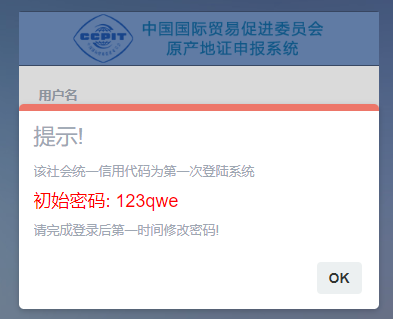 CCPIT
中国国际贸易促进委员会
原产地证申报系统
用户名
提示!
该社会统一信用代码为第一次登陆系统
初始密码: 123qwe
请完成登录后第一时间修改密码!
OK